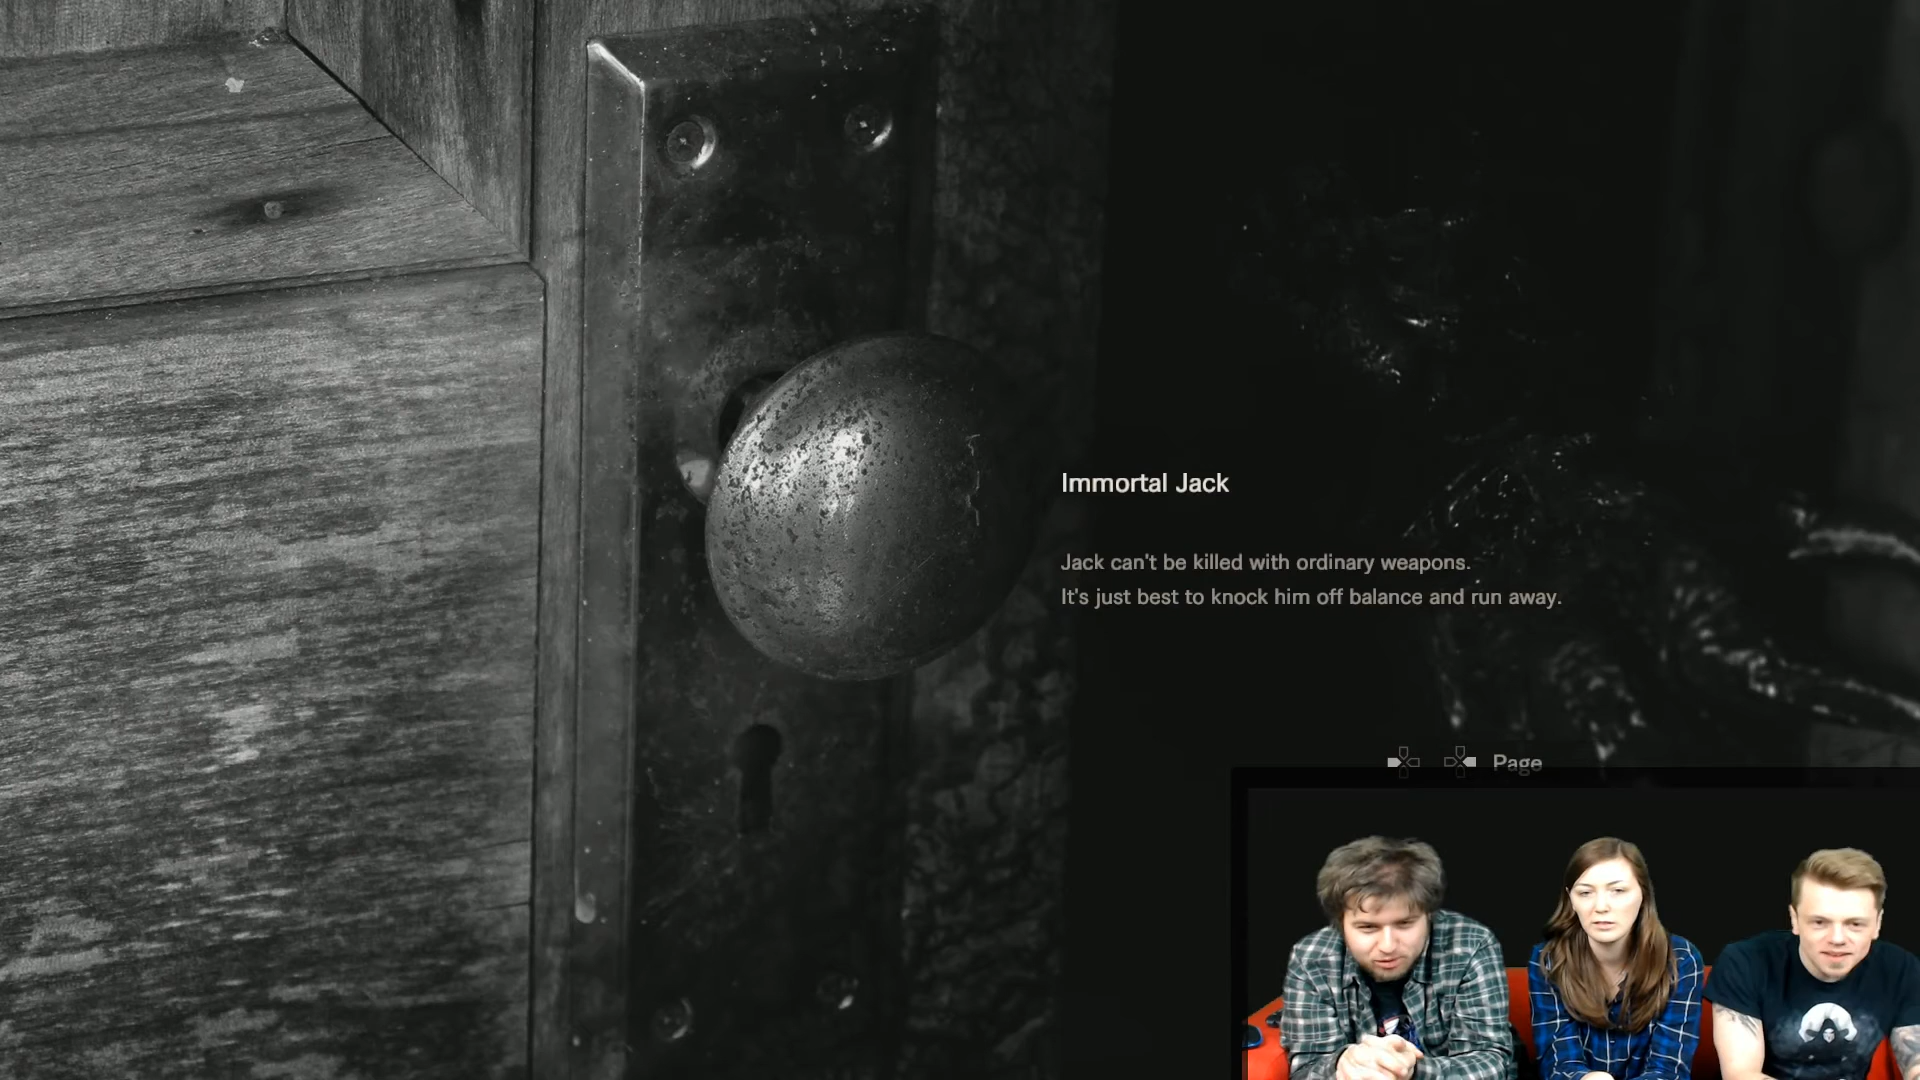 Immortal Jack
Jack can't be killed with ordinary weapons.
It's just best to knock him off balance and run away.
Page